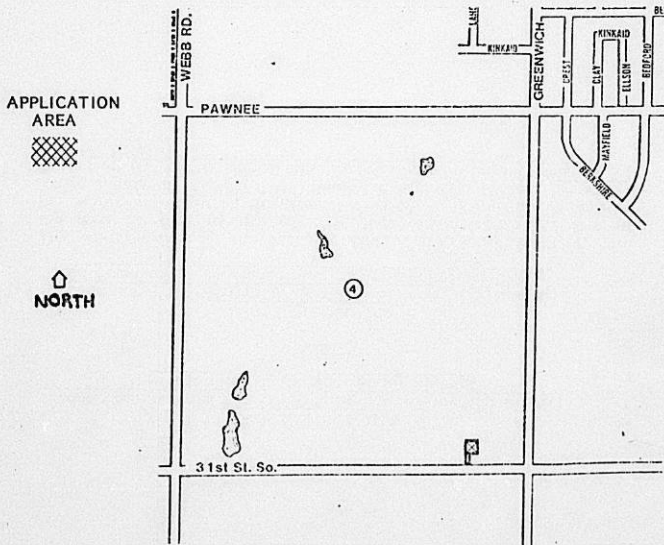 APPLICATION
AREA
NORTH
WEBB RD.
PAWNEE
KINKAID
GREENWICH
CREST
CLAY
KINKAID
ELLSON
BEDFORD
MAYFIELD
BERKSHIRE
4
31st St. So.